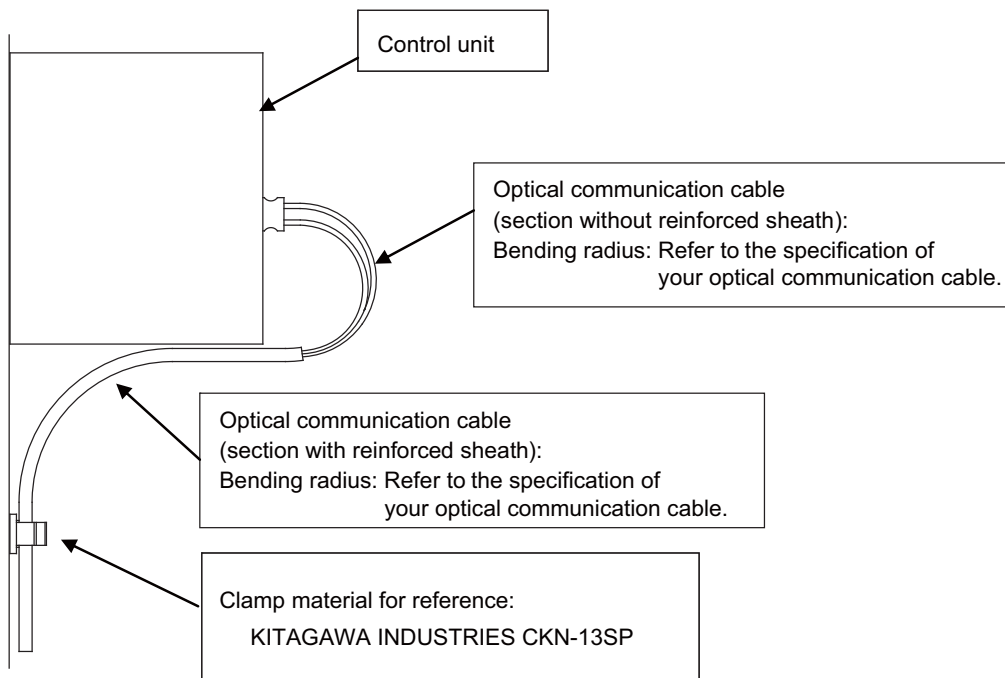 Control unit
Optical communication cable
(section without reinforced sheath):
Bending radius: Refer to the specification of
your optical communication cable.
Optical communication cable
(section with reinforced sheath):
Bending radius: Refer to the specification of
your optical communication cable.
Clamp material for reference:
KITAGAWA INDUSTRIES CKN-13SP